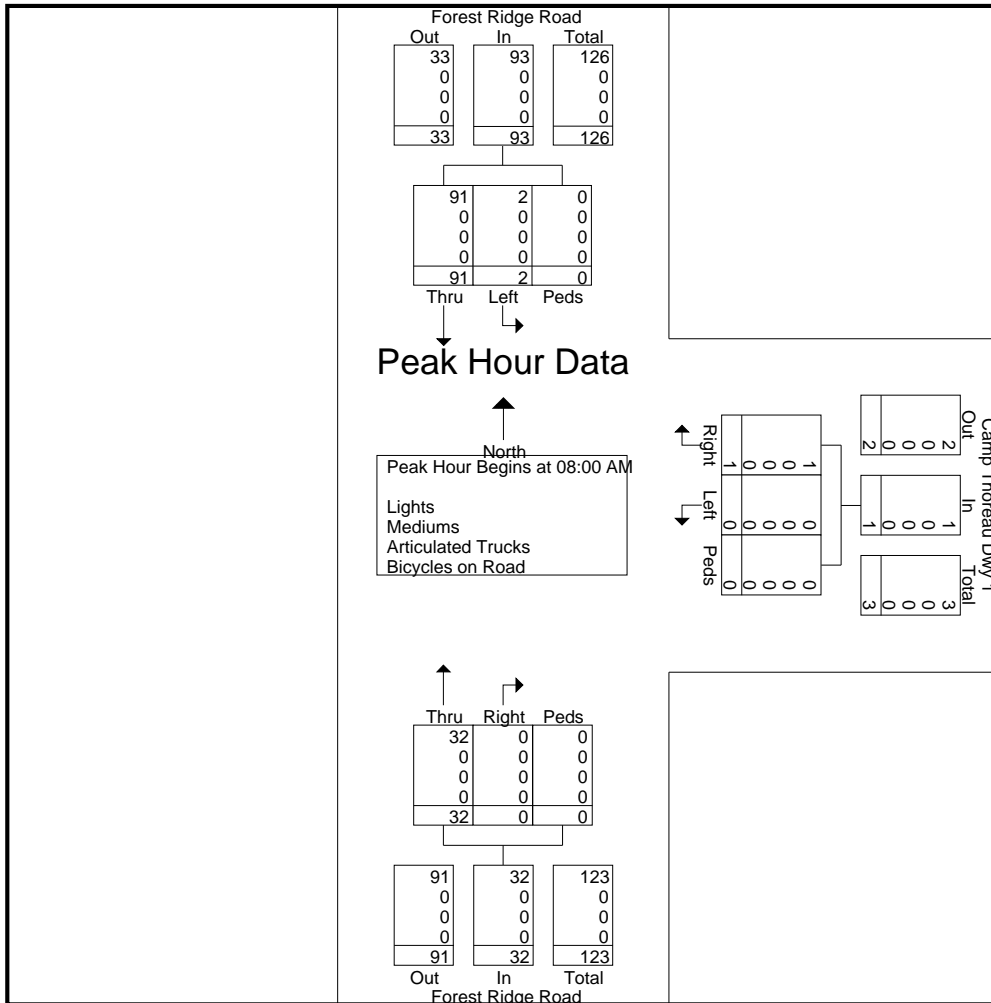 Forest Ridge Road
Out In Total
33 93 126
0 0 0
0 0 0
0 0 0
33 93 126
91 2 0
0 0 0
0 0 0
0 0 0
91 2 0
Thru Left Peds
Peak Hour Data
North
Peak Hour Begins at 08:00 AM
Lights
Mediums
Articulated Trucks
Bicycles on Road
Camp Thoreau Dwy 1
Out In Total
2 1 3
0 0 0
0 0 0
0 0 0
2 1 3
1 0 0
0 0 0
0 0 0
0 0 0
1 0 0
Right Left Peds
Thru Right Peds
32 0 0
0 0 0
0 0 0
0 0 0
32 0 0
91 32 123
0 0 0
0 0 0
0 0 0
91 32 123
Out In Total
Forest Ridge Road